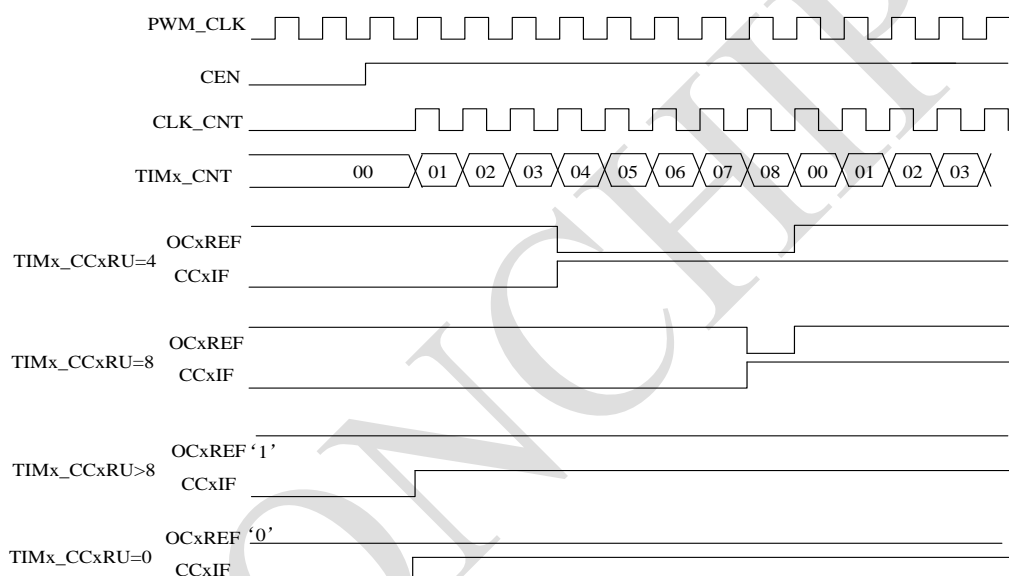 PWM_CLK
CEN
CLK_CNT
TIMx_CNT 00 01 02 03 04 05 06 07 08 00 01 02 03
TIMx_CCxRU=4 OCxREF
CCxIF
TIMx_CCxRU=8 OCxREF
CCxIF
TIMx_CCxRU>8 OCxREF ‘1’
CCxIF
TIMx_CCxRU=0 OCxREF ‘0’
CCxIF
ONCHIP